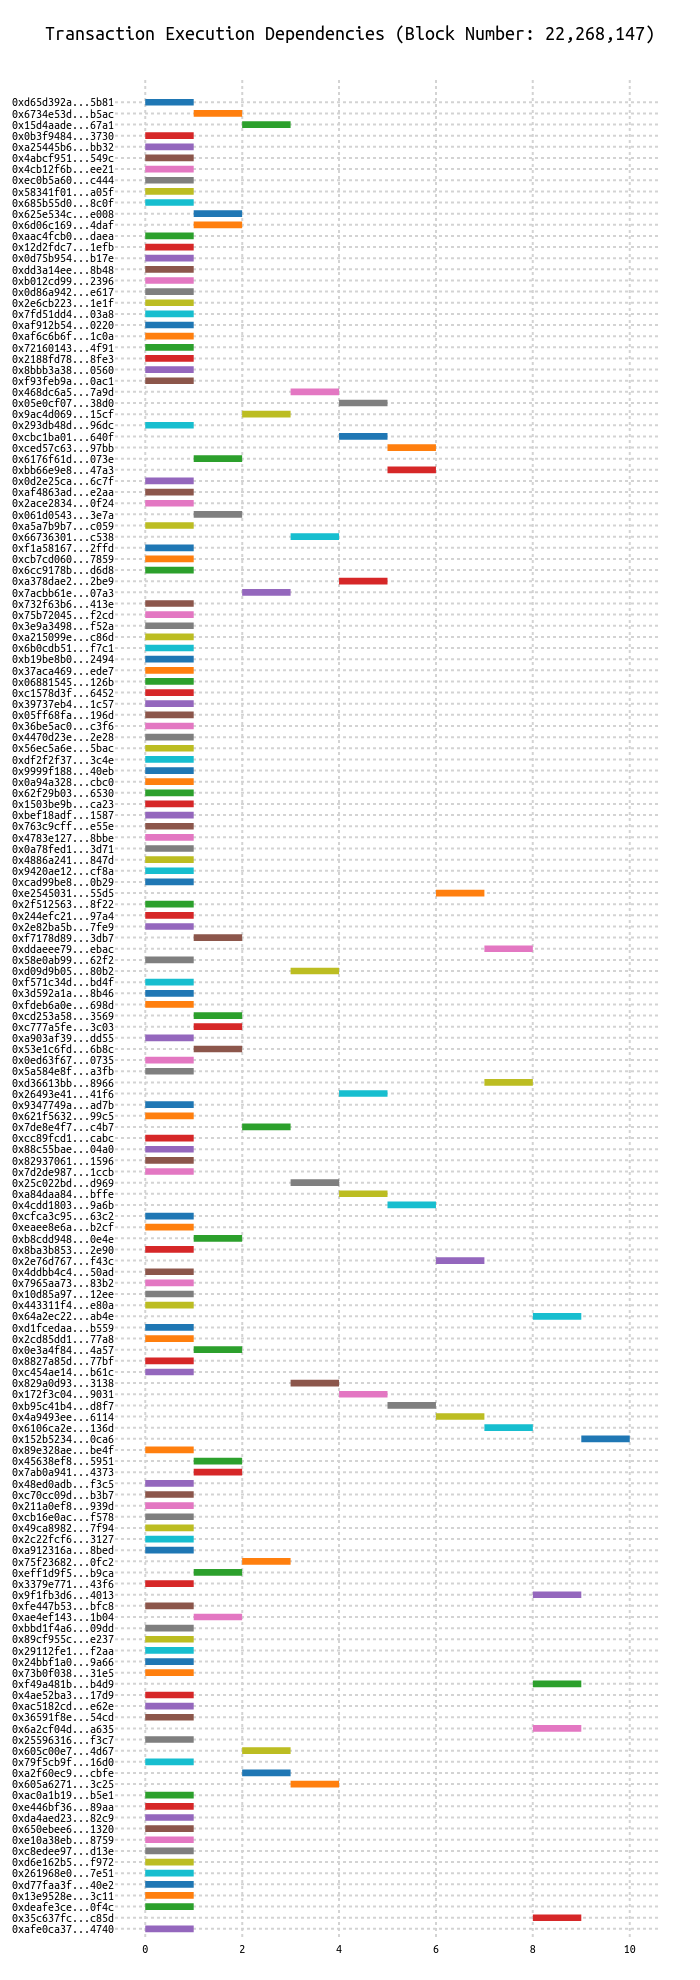 Transaction Execution Dependencies (Block Number: 22,268,147)
0xd65d392a...5b81
0x6734e53d...b5ac
0x15d4aade...67a1
0x0b3f9484...3730
0xa25445b6...bb32
0x4abcf951...549c
0x4cb12f6b...ee21
0xec0b5a60...c444
0x58341f01...a05f
0x685b55d0...8c0f
0x625e534c...e008
0x6d06c169...4daf
0xaac4fcb0...daea
0x12d2fdc7...1efb
0x0d75b954...b17e
0xdd3a14ee...8b48
0xb012cd99...2396
0x0d86a942...e617
0x2e6cb223...1e1f
0x7fd51dd4...03a8
0xaf912b54...0220
0xaf6c6b6f...1c0a
0x72160143...4f91
0x2188fd78...8fe3
0x8bbb3a38...0560
0xf93feb9a...0ac1
0x468dc6a5...7a9d
0x05e0cf07...38d0
0x9ac4d069...15cf
0x293db48d...96dc
0xcbc1ba01...640f
0xced57c63...97bb
0x6176f61d...073e
0xbb66e9e8...47a3
0x0d2e25ca...6c7f
0xaf4863ad...e2aa
0x2ace2834...0f24
0x061d0543...3e7a
0xa5a7b9b7...c059
0x66736301...c538
0xf1a58167...2ffd
0xcb7cd060...7859
0x6cc9178b...d6d8
0xa378dae2...2be9
0x7acbb61e...07a3
0x732f63b6...413e
0x75b72045...f2cd
0x3e9a3498...f52a
0xa215099e...c86d
0x6b0cdb51...f7c1
0xb19be8b0...2494
0x37aca469...ede7
0x06881545...126b
0xc1578d3f...6452
0x39737eb4...1c57
0x05ff68fa...196d
0x36be5ac0...c3f6
0x4470d23e...2e28
0x56ec5a6e...5bac
0xdf2f2f37...3c4e
0x9999f188...40eb
0x0a94a328...cbc0
0x62f29b03...6530
0x1503be9b...ca23
0xbef18adf...1587
0x763c9cff...e55e
0x4783e127...8bbe
0x0a78fed1...3d71
0x4886a241...847d
0x9420ae12...cf8a
0xcad99be8...0b29
0xe2545031...55d5
0x2f512563...8f22
0x244efc21...97a4
0x2e82ba5b...7fe9
0xf7178d89...3db7
0xddaeee79...ebac
0x58e0ab99...62f2
0xd09d9b05...80b2
0xf571c34d...bd4f
0x3d592a1a...8b46
0xfdeb6a0e...698d
0xcd253a58...3569
0xc777a5fe...3c03
0xa903af39...dd55
0x53e1c6fd...6b8c
0x0ed63f67...0735
0x5a584e8f...a3fb
0xd36613bb...8966
0x26493e41...41f6
0x9347749a...ad7b
0x621f5632...99c5
0x7de8e4f7...c4b7
0xcc89fcd1...cabc
0x88c55bae...04a0
0x82937061...1596
0x7d2de987...1ccb
0x25c022bd...d969
0xa84daa84...bffe
0x4cdd1803...9a6b
0xcfca3c95...63c2
0xeaee8e6a...b2cf
0xb8cdd948...0e4e
0x8ba3b853...2e90
0x2e76d767...f43c
0x4ddbb4c4...50ad
0x7965aa73...83b2
0x10d85a97...12ee
0x443311f4...e80a
0x64a2ec22...ab4e
0xd1fcedaa...b559
0x2cd85dd1...77a8
0x0e3a4f84...4a57
0x8827a85d...77bf
0xc454ae14...b61c
0x829a0d93...3138
0x172f3c04...9031
0xb95c41b4...d8f7
0x4a9493ee...6114
0x6106ca2e...136d
0x152b5234...0ca6
0x89e328ae...be4f
0x45638ef8...5951
0x7ab0a941...4373
0x48ed0adb...f3c5
0xc70cc09d...b3b7
0x211a0ef8...939d
0xcb16e0ac...f578
0x49ca8982...7f94
0x2c22fcf6...3127
0xa912316a...8bed
0x75f23682...0fc2
0xeff1d9f5...b9ca
0x3379e771...43f6
0x9f1fb3d6...4013
0xfe447b53...bfc8
0xae4ef143...1b04
0xbbd1f4a6...09dd
0x89cf955c...e237
0x29112fe1...f2aa
0x24bbf1a0...9a66
0x73b0f038...31e5
0xf49a481b...b4d9
0x4ae52ba3...17d9
0xac5182cd...e62e
0x36591f8e...54cd
0x6a2cf04d...a635
0x25596316...f3c7
0x605c00e7...4d67
0x79f5cb9f...16d0
0xa2f60ec9...cbfe
0x605a6271...3c25
0xac0a1b19...b5e1
0xe446bf36...89aa
0xda4aed23...82c9
0x650ebee6...1320
0xe10a38eb...8759
0xc8edee97...d13e
0xd6e162b5...f972
0x261968e0...7e51
0xd77faa3f...40e2
0x13e9528e...3c11
0xdeafe3ce...0f4c
0x35c637fc...c85d
0xafe0ca37...4740
0 2 4 6 8 10